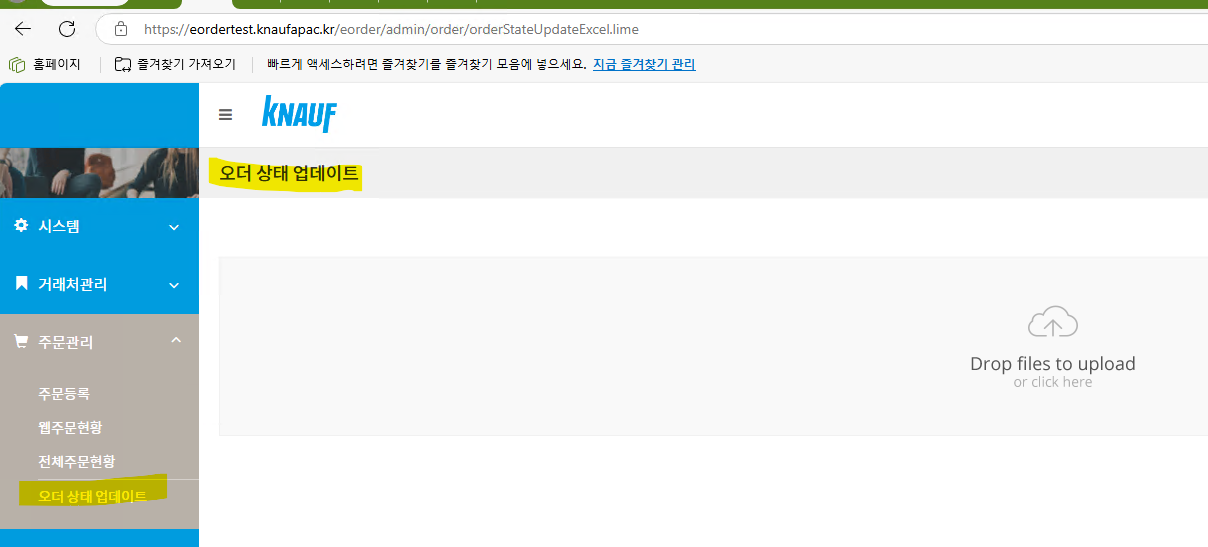 https://eordertest.knaufapac.kr/eorder/admin/order/orderStateUpdateExcel.lime
홈페이지 즐겨찾기 가져오기 빠르게 액세스하려면 즐겨찾기를 즐겨찾기 모음에 넣으세요. 지금 즐겨찾기 관리
KNAUF
오더 상태 업데이트
시스템
거래처관리
주문관리
주문등록
웹주문현황
전체주문현황
오더 상태 업데이트
Drop files to upload
or click here